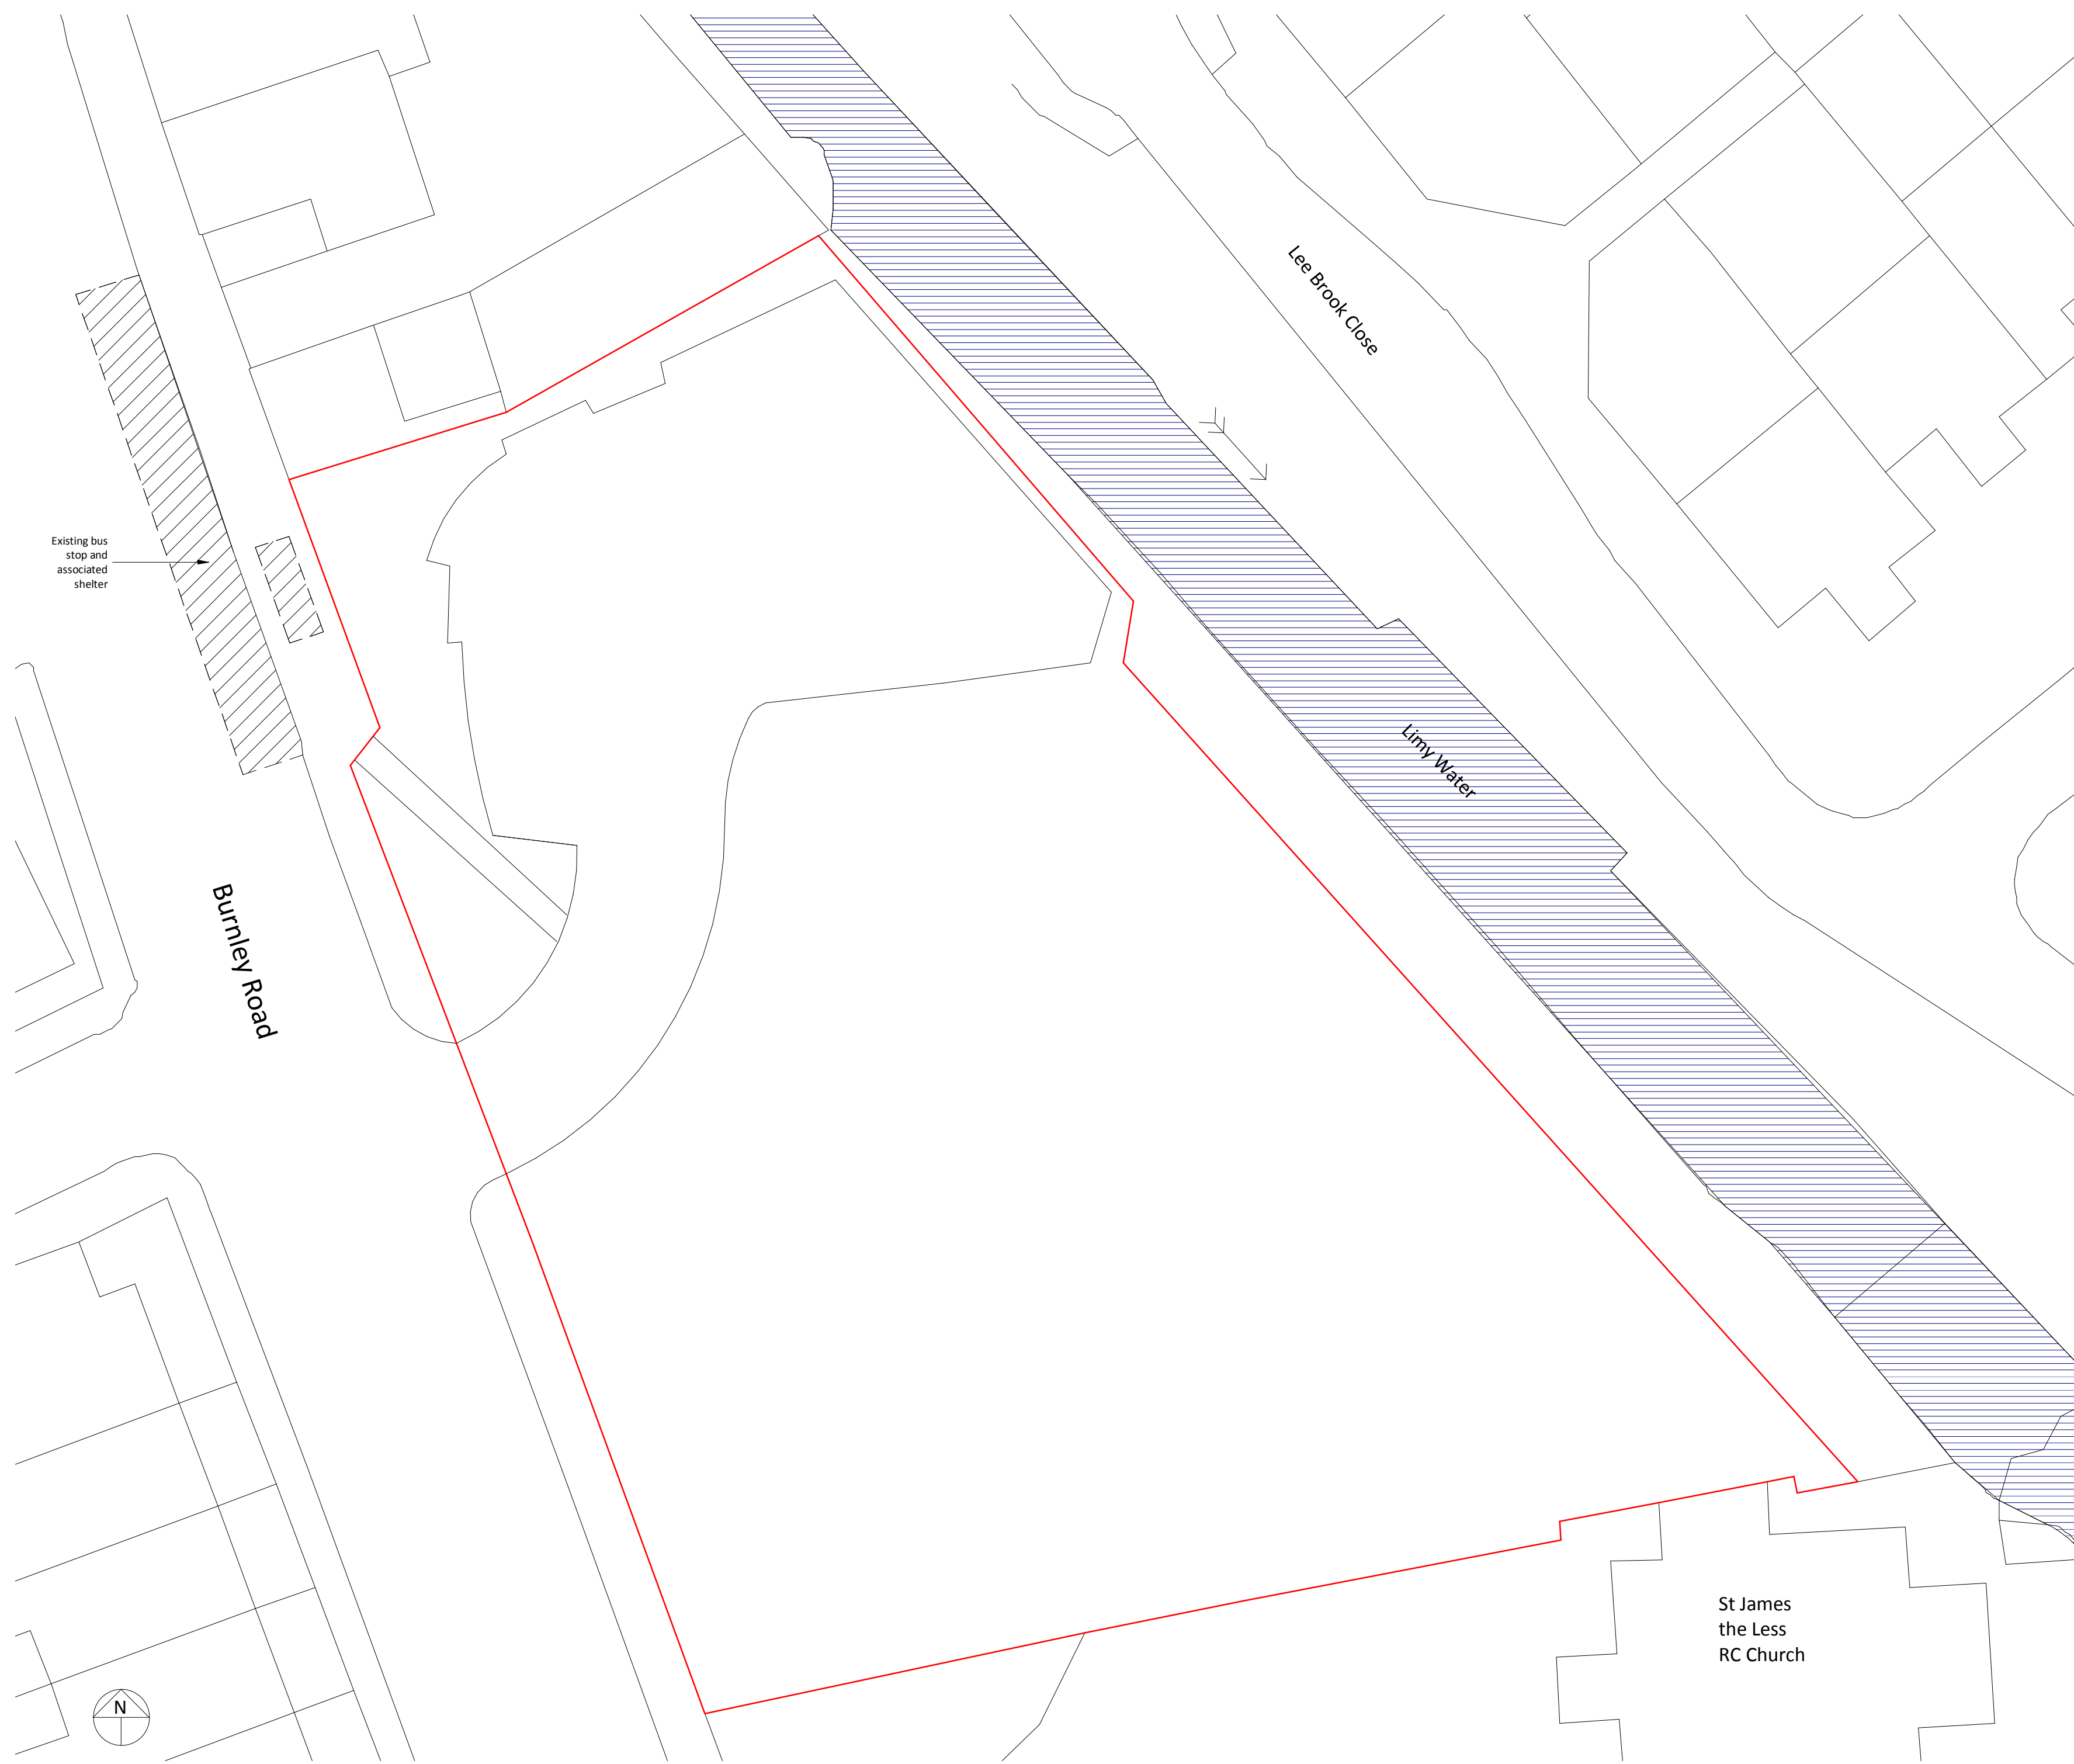 Lee Brook Close
Existing bus
stop and
associated
shelter
Limy Water
Burnley Road
St James
the Less
RC Church
N